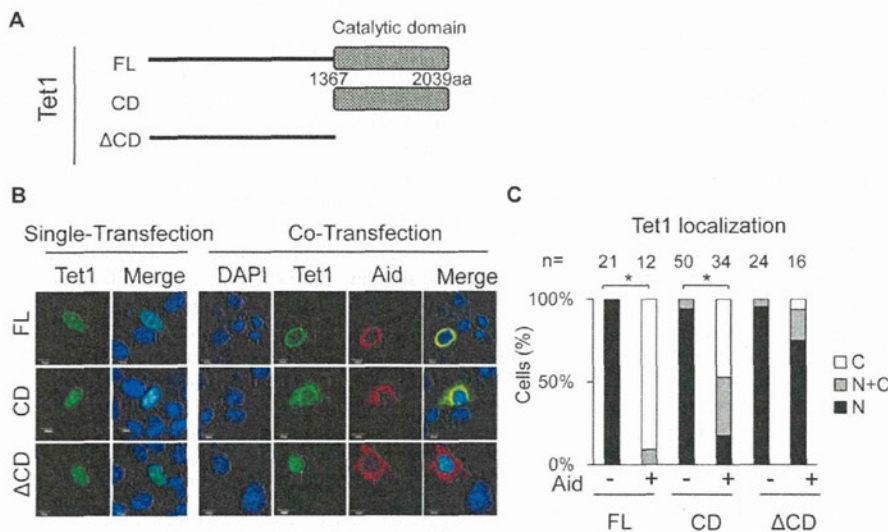 A
Catalytic domain
Tet1
FL
1367
2039aa
CD
ΔCD
B
Single-Transfection
Co-Transfection
Tet1
Merge
DAPI
Tet1
Aid
Merge
FL
CD
ΔCD
C
Tet1 localization
n= 21 12 50 34 24 16
* *
100%
50%
0%
Cells (%)
C
N+C
N
Aid - + - + - +
FL CD ΔCD